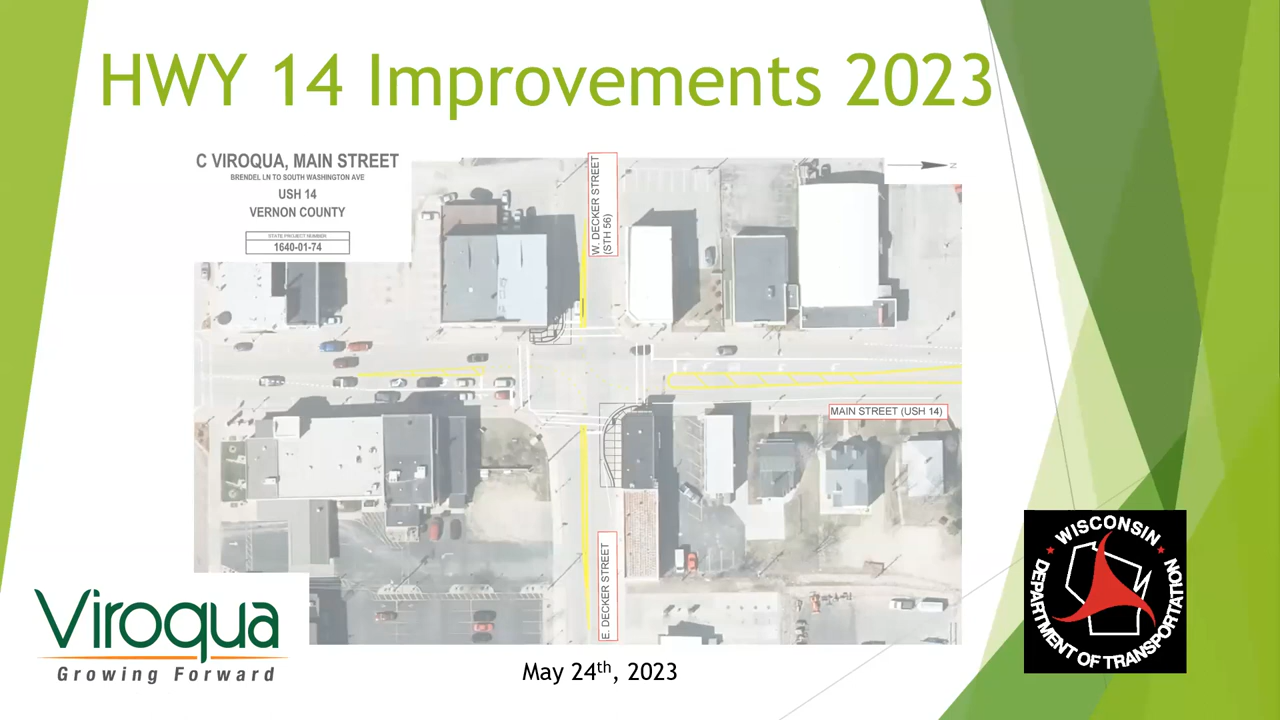 HWY 14 Improvements 2023
C VIROQUA, MAIN STREET
BRENDEL LN TO SOUTH WASHINGTON AVE
USH 14
VERNON COUNTY
STATE PROJECT NUMBER
1640-01-74
W. DECKER STREET
(STH 56)
N
MAIN STREET (USH 14)
E. DECKER STREET
Viroqua
Growing Forward
May 24th, 2023
WISCONSIN
DEPARTMENT OF TRANSPORTATION